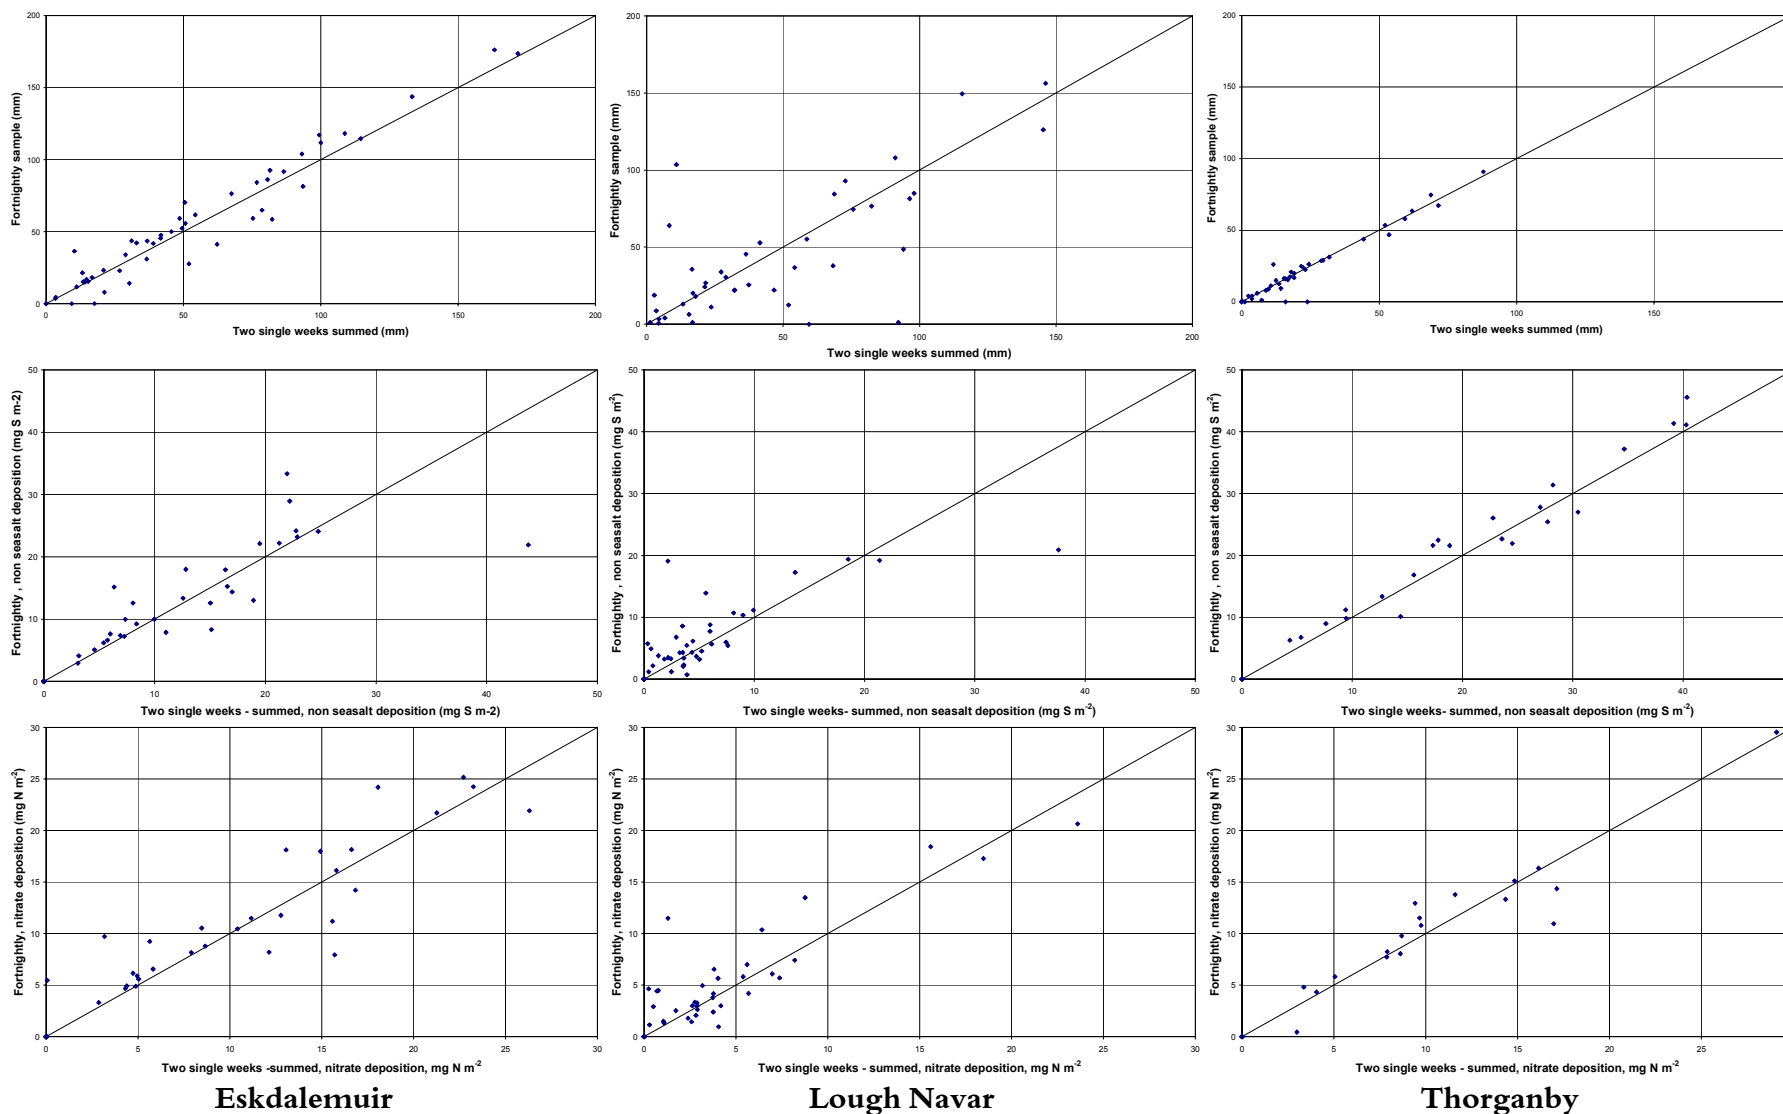 200
150
100
50
0
Fortnightly sample (mm)
0 50 100 150 200
Two single weeks summed (mm)
200
150
100
50
0
Fortnightly sample (mm)
0 50 100 150 200
Two single weeks summed (mm)
200
150
100
50
0
Fortnightly sample (mm)
0 50 100 150
Two single weeks summed (mm)
50
40
30
20
10
0
Fortnightly , non seasalt deposition (mg S m-2)
0 10 20 30 40 50
Two single weeks - summed, non seasalt deposition (mg S m-2)
50
40
30
20
10
0
Fortnightly , non seasalt deposition (mg S m⁻²)
0 10 20 30 40 50
Two single weeks- summed, non seasalt deposition (mg S m⁻²)
50
40
30
20
10
0
Fortnightly , non seasalt deposition (mg S m⁻²)
0 10 20 30 40
Two single weeks- summed, non seasalt deposition (mg S m⁻²)
30
25
20
15
10
5
0
Fortnightly, nitrate deposition (mg N m⁻²)
0 5 10 15 20 25 30
Two single weeks -summed, nitrate deposition, mg N m⁻²
30
25
20
15
10
5
0
Fortnightly, nitrate deposition (mg N m⁻²)
0 5 10 15 20 25 30
Two single weeks - summed, nitrate deposition, mg N m⁻²
30
25
20
15
10
5
0
Fortnightly, nitrate deposition (mg N m⁻²)
0 5 10 15 20 25
Two single weeks - summed, nitrate deposition, mg N m⁻²
Eskdalemuir
Lough Navar
Thorganby